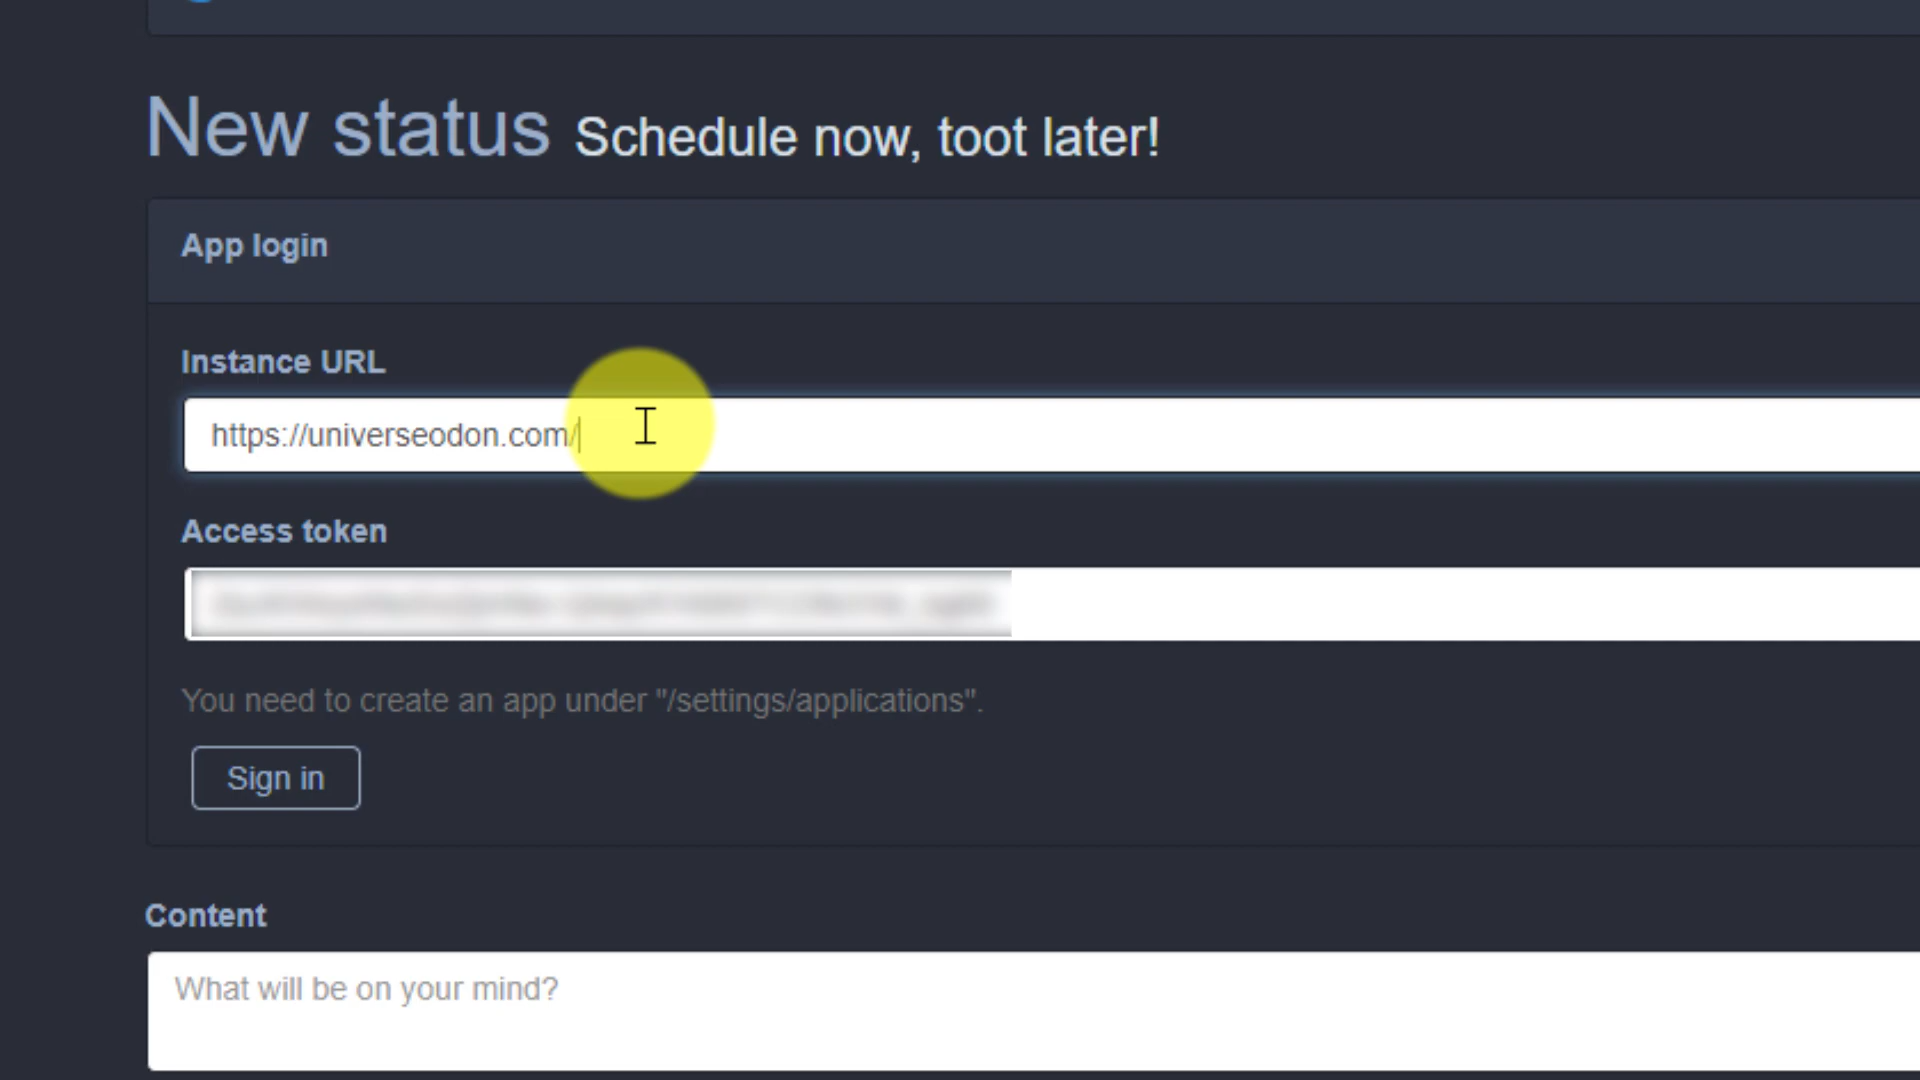 New status Schedule now, toot later!
App login
Instance URL
https://universeodon.com/
Access token
You need to create an app under "/settings/applications".
Sign in
Content
What will be on your mind?